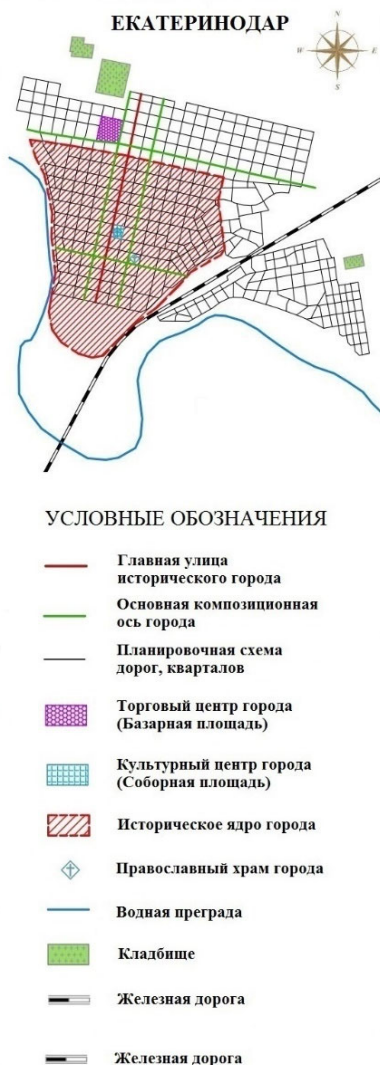 ЕКАТЕРИНОДАР
N
W E
S
УСЛОВНЫЕ ОБОЗНАЧЕНИЯ
Главная улица
исторического города
Основная композиционная
ось города
Планировочная схема
дорог, кварталов
Торговый центр города
(Базарная площадь)
Культурный центр города
(Соборная площадь)
Историческое ядро города
Православный храм города
Водная преграда
Кладбище
Железная дорога
Железная дорога